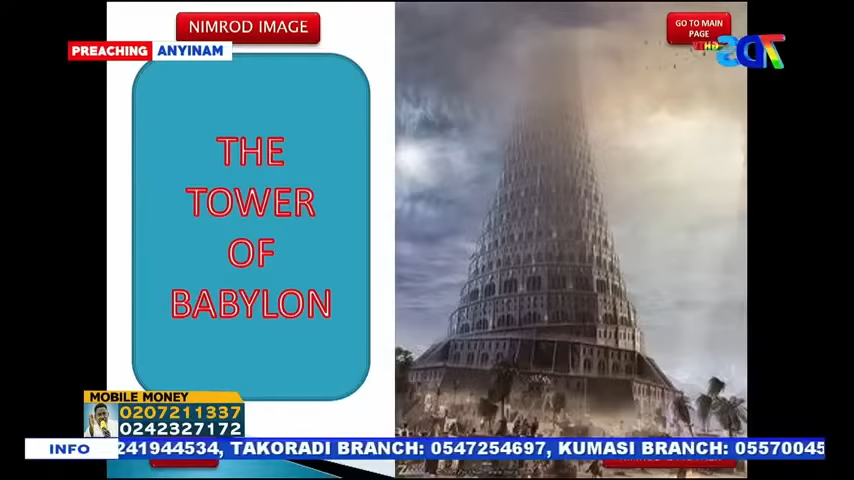 NIMROD IMAGE
GO TO MAIN
PAGE
PREACHING ANYINAM
THE
TOWER
OF
BABYLON
MOBILE MONEY
0207211337
0242327172
INFO 241944534, TAKORADI BRANCH: 0547254697, KUMASI BRANCH: 05570045